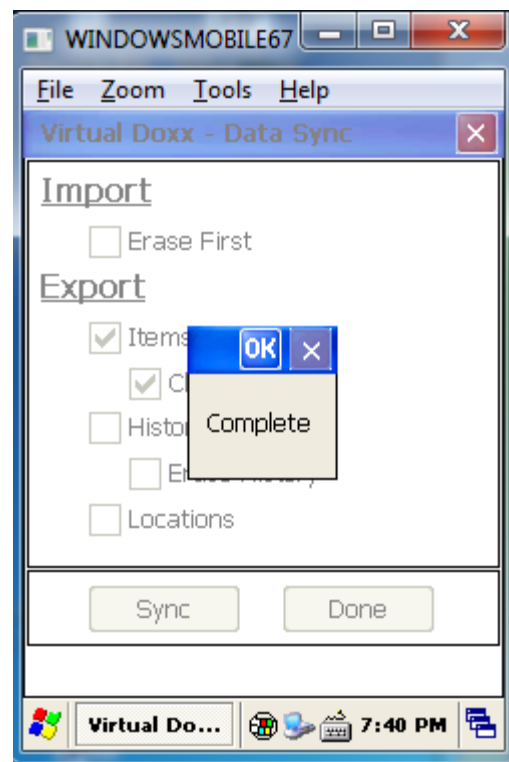 WINDOWSMOBILE67
File Zoom Tools Help
Virtual Doxx - Data Sync
Import
Erase First
Export
Items
OK
Complete
Locations
Sync Done
Virtual Do... 7:40 PM